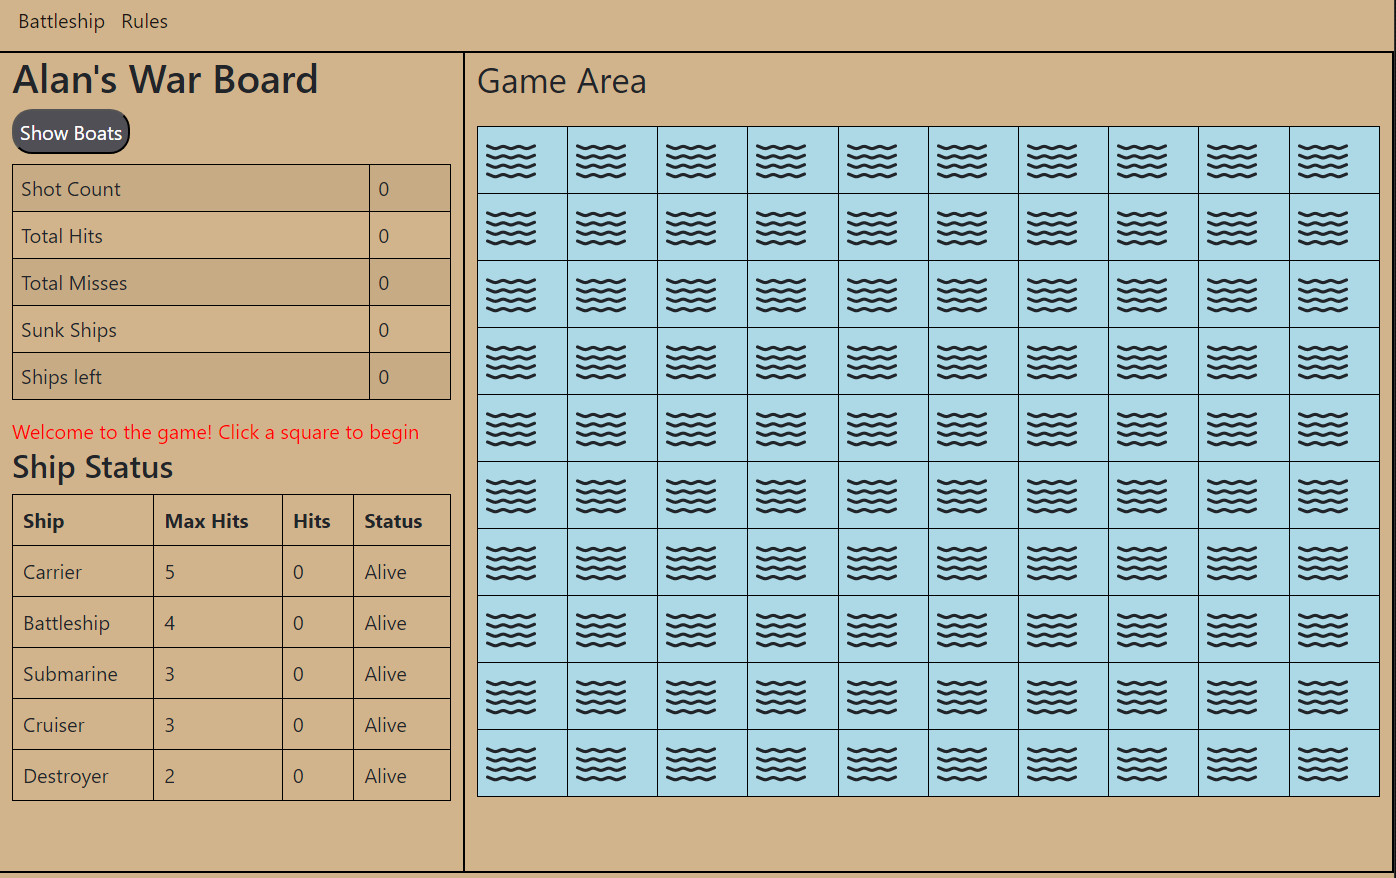 Battleship Rules
Alan's War Board
Show Boats
Shot Count 0
Total Hits 0
Total Misses 0
Sunk Ships 0
Ships left 0
Welcome to the game! Click a square to begin
Ship Status
Ship Max Hits Hits Status
Carrier 5 0 Alive
Battleship 4 0 Alive
Submarine 3 0 Alive
Cruiser 3 0 Alive
Destroyer 2 0 Alive
Game Area